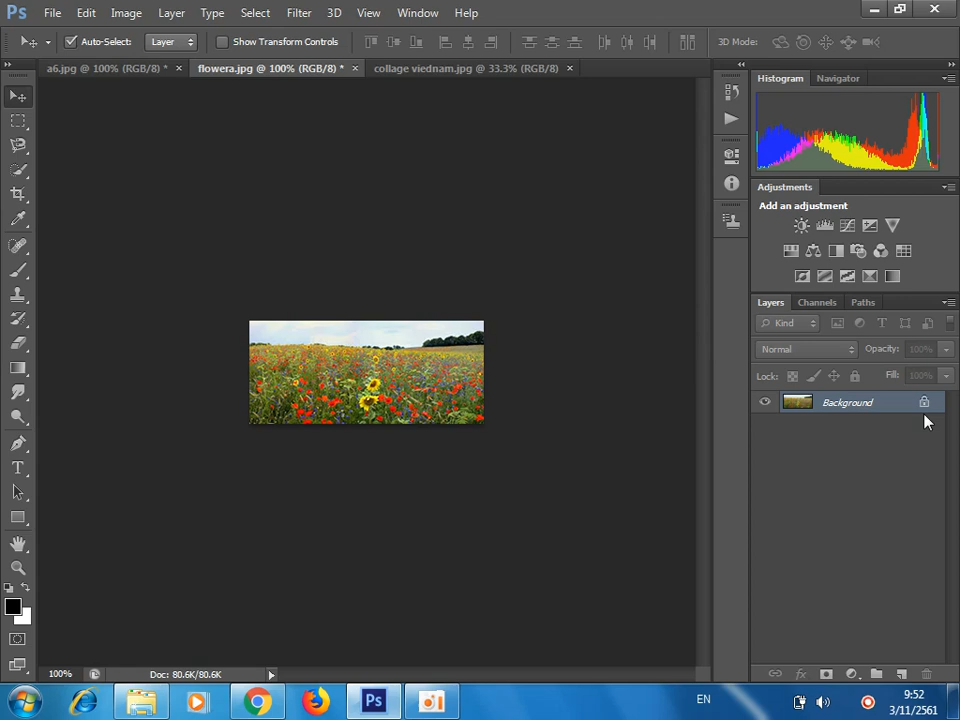 Ps File Edit Image Layer Type Select Filter 3D View Window Help
Auto-Select: Layer Show Transform Controls 3D Mode:
a6.jpg @ 100% (RGB/8) * × flowera.jpg @ 100% (RGB/8) * × collage viednam.jpg @ 33.3% (RGB/8) ×
Histogram Navigator
Adjustments
Add an adjustment
Layers Channels Paths
Kind
Normal Opacity: 100%
Lock: Fill: 100%
Background
100% Doc: 80.6K/80.6K
Ps EN 9:52
3/11/2561